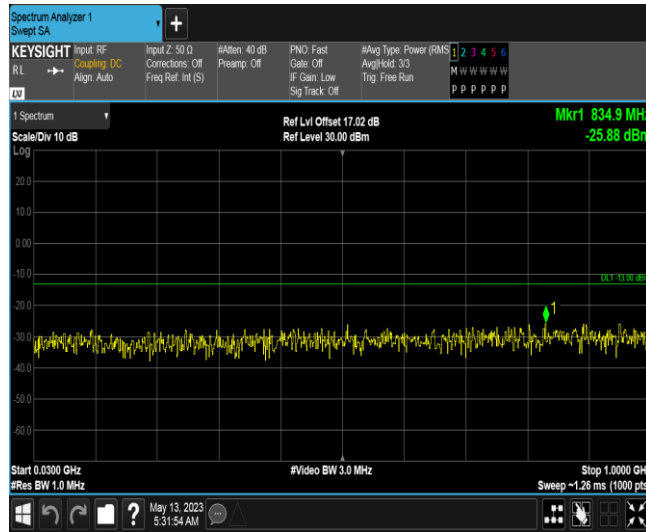 Spectrum Analyzer 1
Swept SA
+
KEYSIGHT
RL
LXI
Input: RF
Coupling: DC
Align: Auto
Input Z: 50 Ω
Corrections: Off
Freq Ref: Int (S)
#Atten: 40 dB
Preamp: Off
PNO: Fast
Gate: Off
IF Gain: Low
Sig Track: Off
#Avg Type: Power (RMS
Avg|Hold: 3/3
Trig: Free Run
1 2 3 4 5 6
M W W W W W
P P P P P P
1 Spectrum
Scale/Div 10 dB
Log
Ref Lvl Offset 17.02 dB
Ref Level 30.00 dBm
Mkr1 834.9 MHz
-25.88 dBm
20.0
10.0
0.00
-10.0
DL1 -13.00 dBm
-20.0
1
-30.0
-40.0
-50.0
-60.0
Start 0.0300 GHz
#Res BW 1.0 MHz
#Video BW 3.0 MHz
Stop 1.0000 GH
Sweep ~1.26 ms (1000 pts
?
May 13, 2023
5:31:54 AM